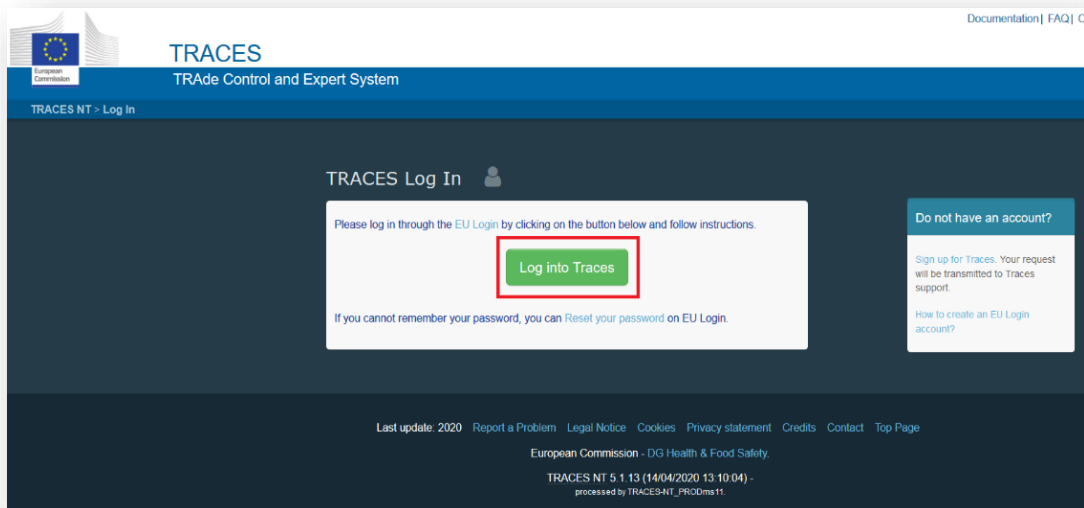 Documentation| FAQ|
European
Commission
TRACES
TRAde Control and Expert System
TRACES NT > Log In
TRACES Log In
Please log in through the EU Login by clicking on the button below and follow instructions.
Log into Traces
If you cannot remember your password, you can Reset your password on EU Login.
Do not have an account?
Sign up for Traces. Your request
will be transmitted to Traces
support.
How to create an EU Login
account?
Last update: 2020 Report a Problem Legal Notice Cookies Privacy statement Credits Contact Top Page
European Commission - DG Health & Food Safety.
TRACES NT 5.1.13 (14/04/2020 13:10:04) -
processed by TRACES-NT_PRODms11.